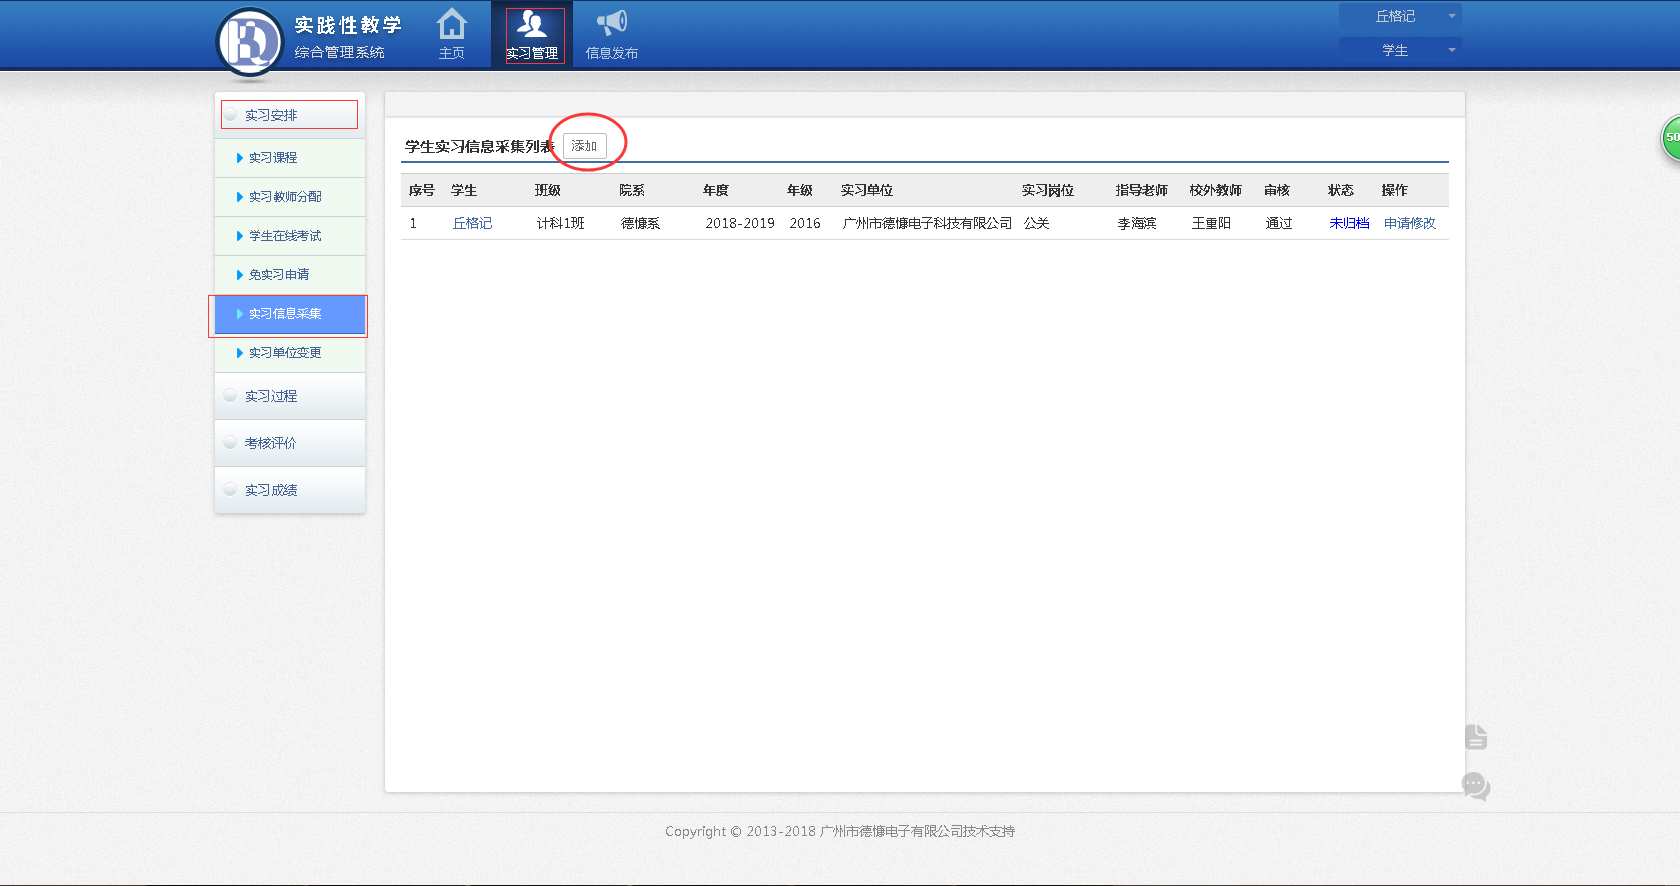 实践性教学
综合管理系统
主页
实习管理
信息发布
丘格记
学生
实习安排
实习课程
实习教师分配
学生在线考试
免实习申请
实习信息采集
实习单位变更
实习过程
考核评价
实习成绩
学生实习信息采集列表 添加
序号 学生 班级 院系 年度 年级 实习单位 实习岗位 指导老师 校外教师 审核 状态 操作
1 丘格记 计科1班 德慷系 2018-2019 2016 广州市德慷电子科技有限公司 公关 李海滨 王重阳 通过 未归档 申请修改
50
Copyright © 2013-2018 广州市德慷电子有限公司技术支持